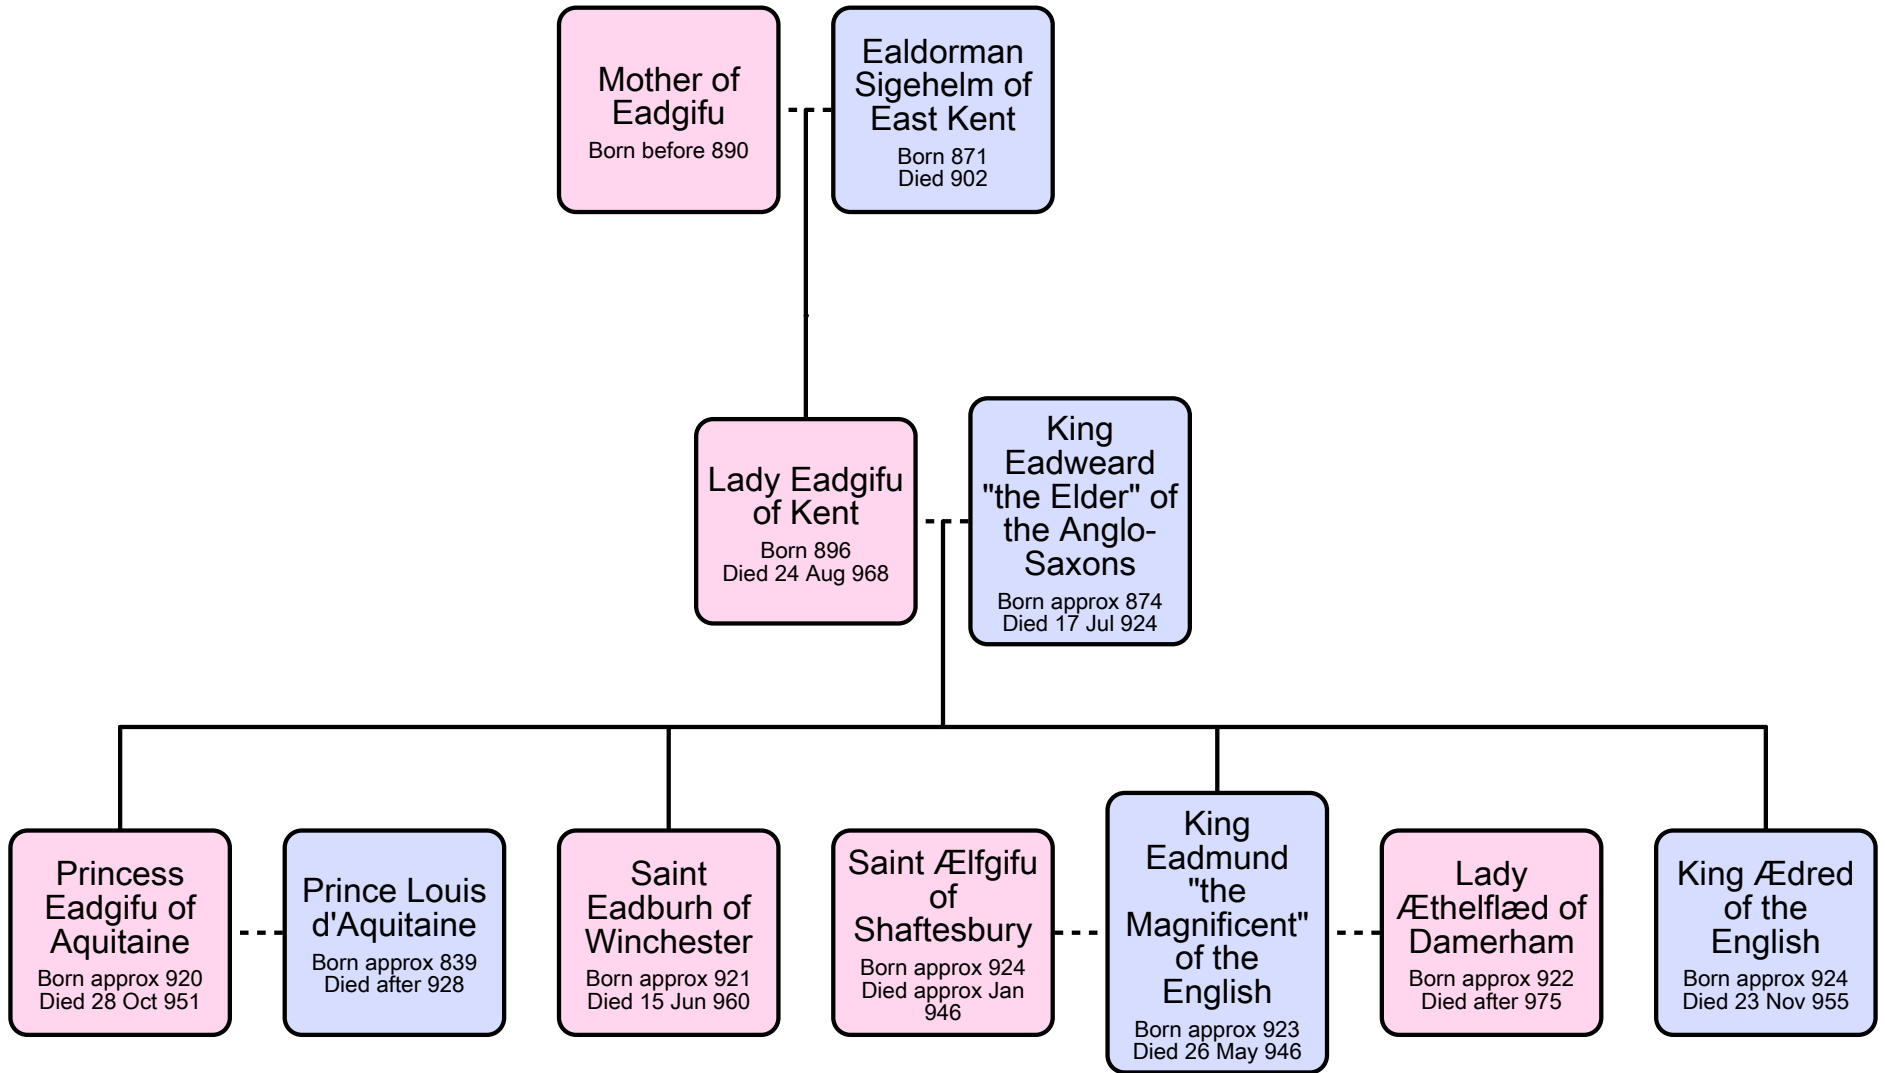 Mother of
Eadgifu
Born before 890
Ealdorman
Sigehelm of
East Kent
Born 871
Died 902
Lady Eadgifu
of Kent
Born 896
Died 24 Aug 968
King
Eadweard
"the Elder" of
the Anglo-
Saxons
Born approx 874
Died 17 Jul 924
Princess
Eadgifu of
Aquitaine
Born approx 920
Died 28 Oct 951
Prince Louis
d'Aquitaine
Born approx 839
Died after 928
Saint
Eadburh of
Winchester
Born approx 921
Died 15 Jun 960
Saint Ælfgifu
of
Shaftesbury
Born approx 924
Died approx Jan
946
King
Eadmund
"the
Magnificent"
of the
English
Born approx 923
Died 26 May 946
Lady
Æthelflæd of
Damerham
Born approx 922
Died after 975
King Ædred
of the
English
Born approx 924
Died 23 Nov 955